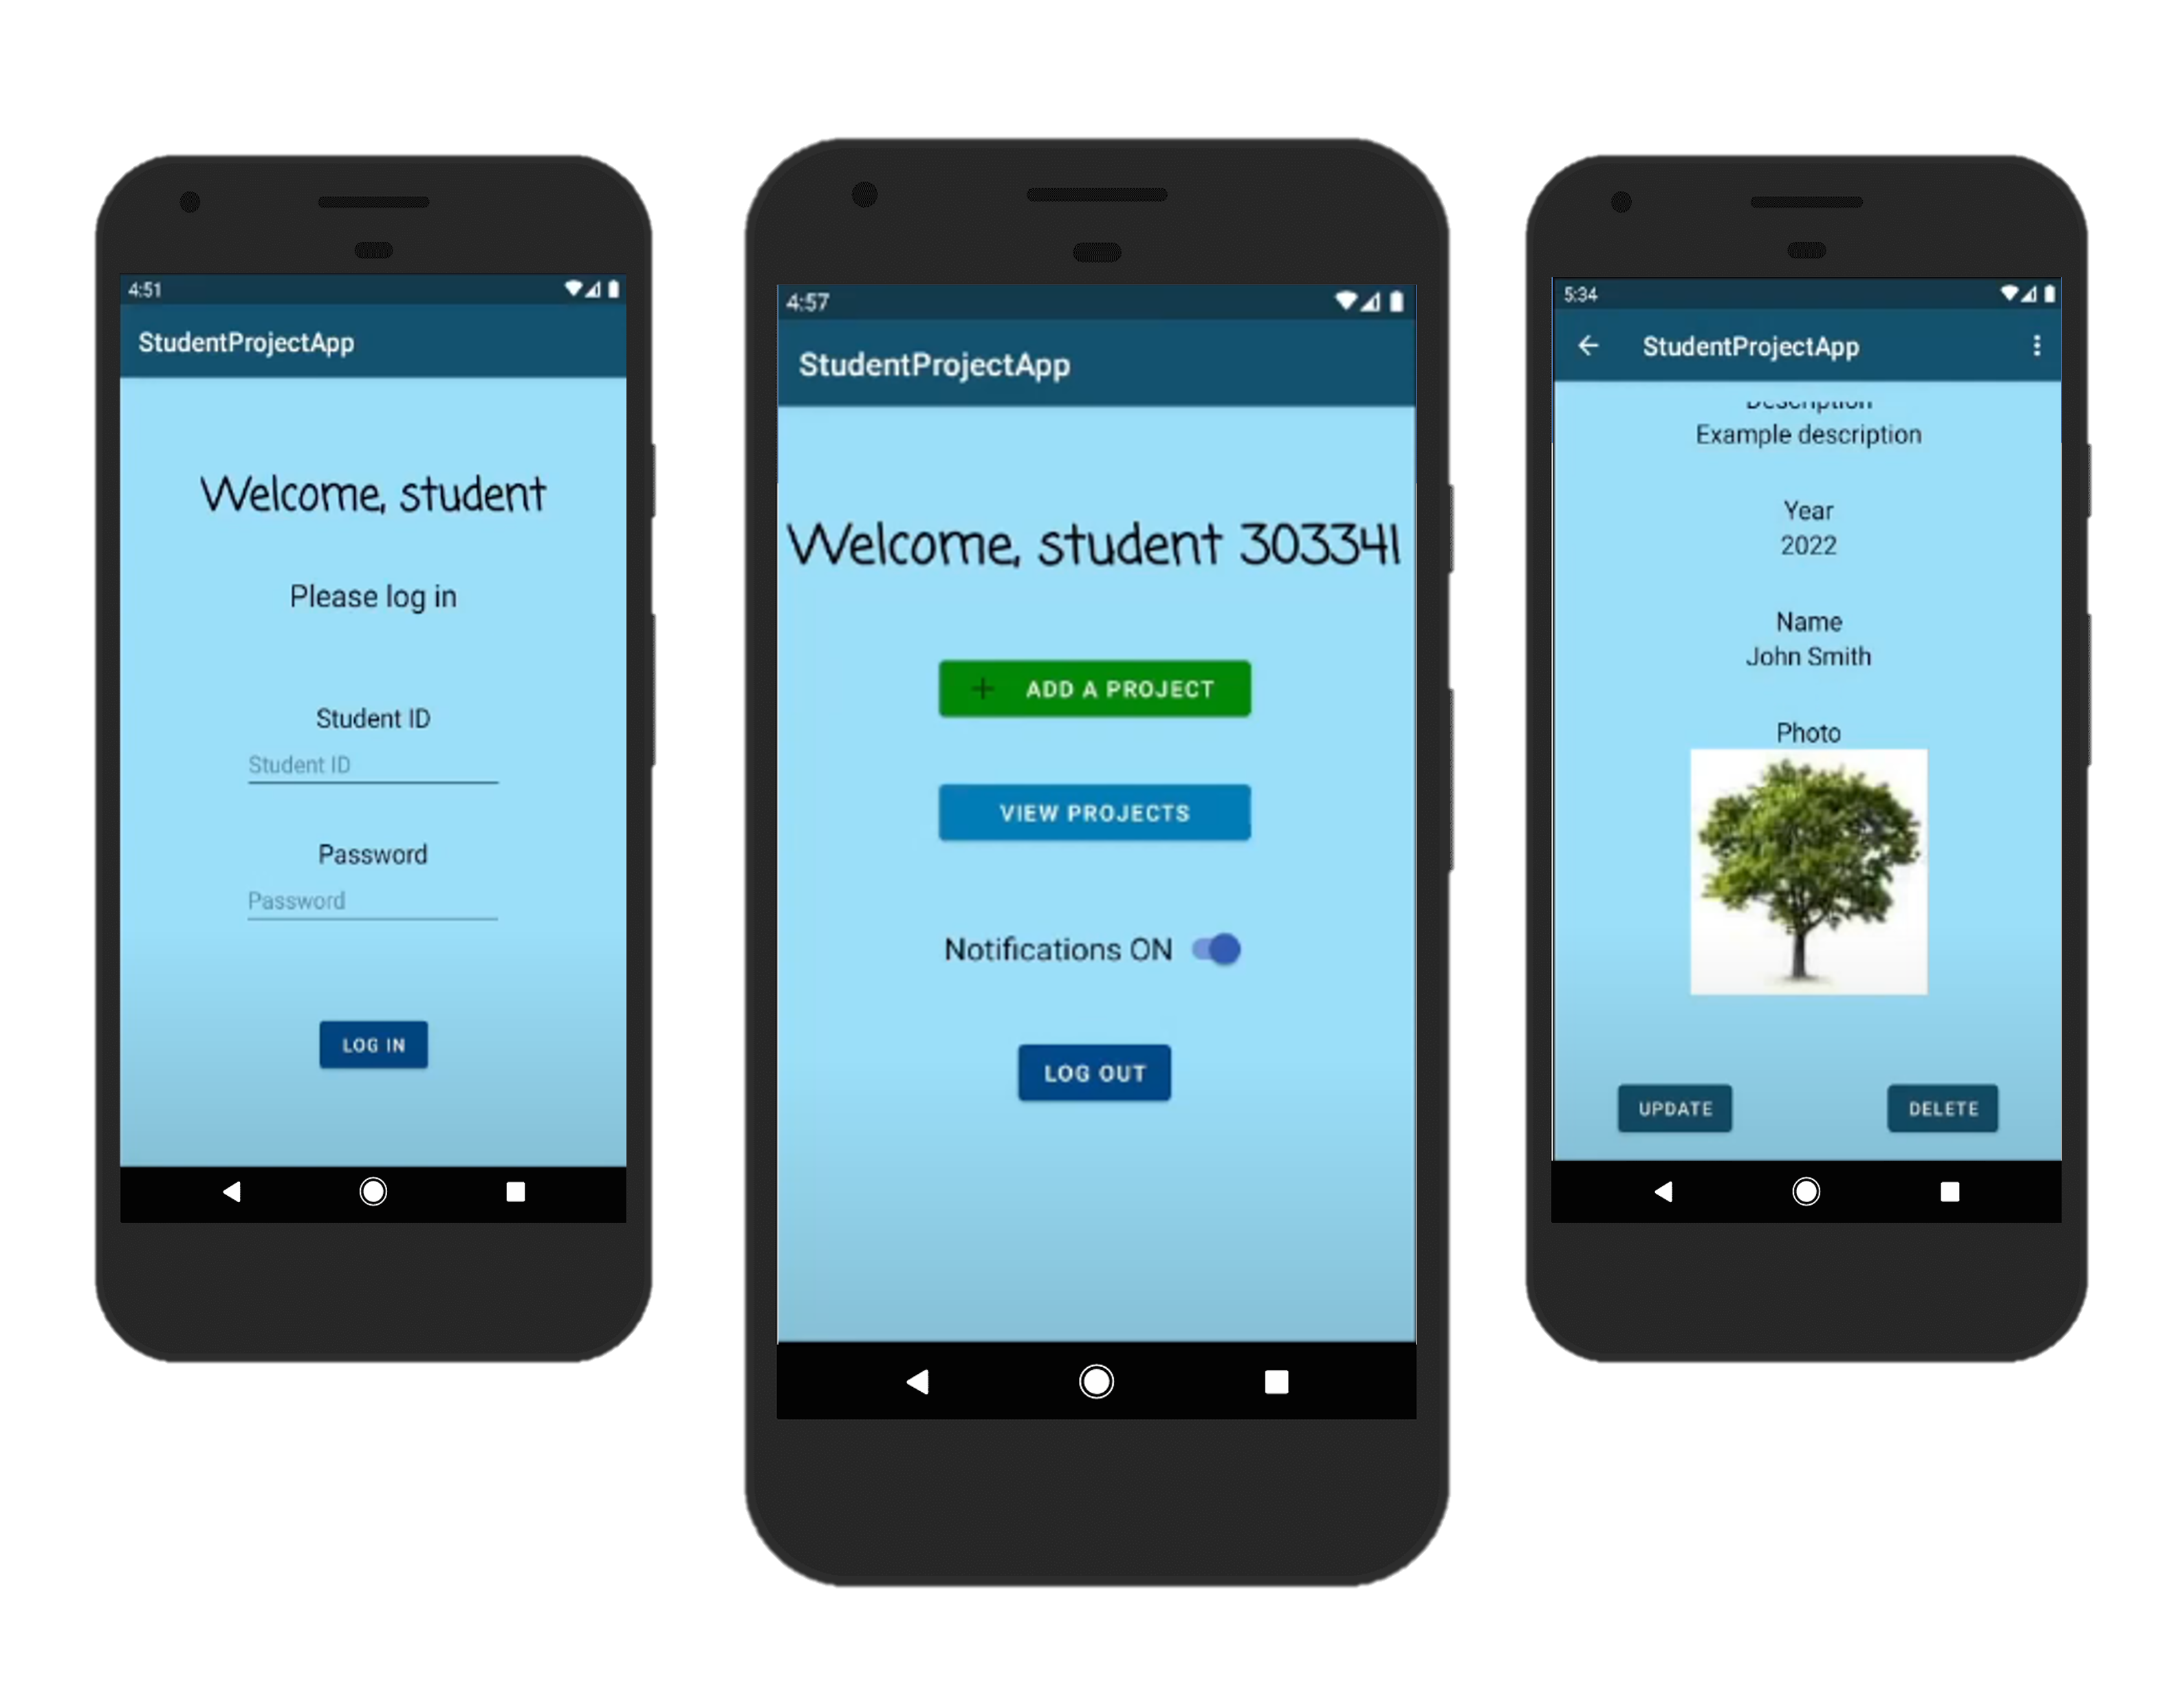 4:51
StudentProjectApp
Welcome, student
Please log in
Student ID
Student ID
Password
Password
LOG IN
4:57
StudentProjectApp
Welcome, student 303341
+ ADD A PROJECT
VIEW PROJECTS
Notifications ON
LOG OUT
5:34
StudentProjectApp
Description
Example description
Year
2022
Name
John Smith
Photo
UPDATE
DELETE